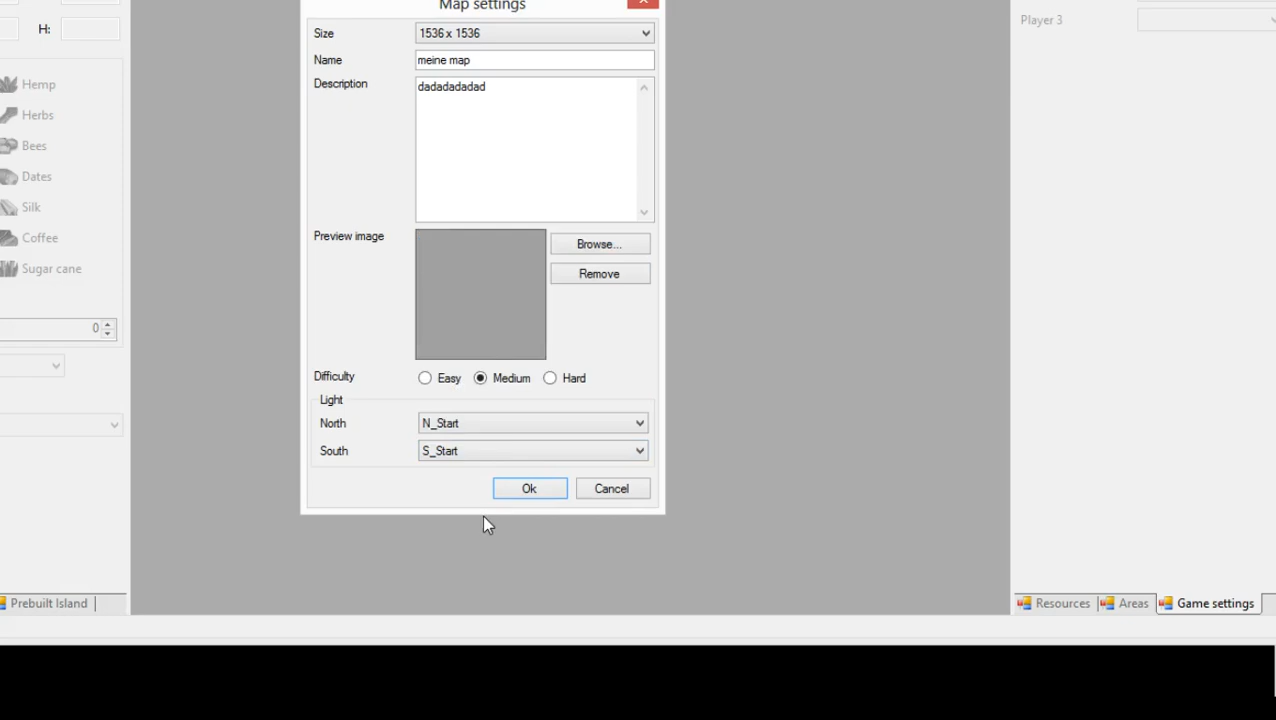 Map settings
Player 3
H:
Size 1536 x 1536
Name meine map
Description dadadadadad
Hemp
Herbs
Bees
Dates
Silk
Coffee
Sugar cane
Preview image Browse...
Remove
0
Difficulty Easy Medium Hard
Light
North N_Start
South S_Start
Ok Cancel
Prebuilt Island Resources Areas Game settings